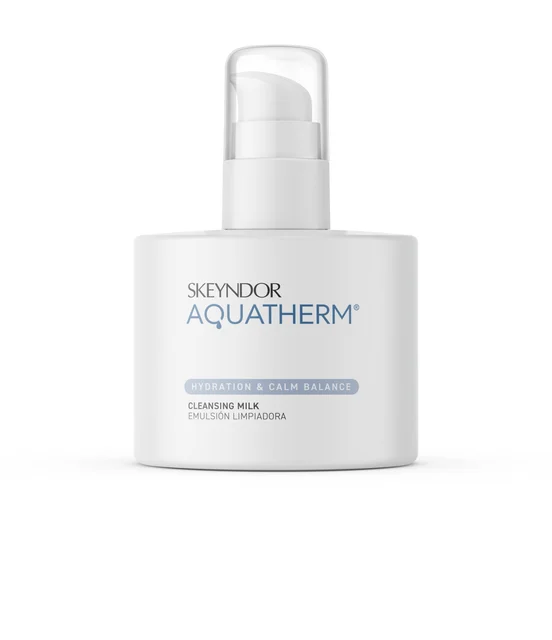 SKEYNDOR
AQUATHERM®
HYDRATION & CALM BALANCE
CLEANSING MILK
EMULSIÓN LIMPIADORA